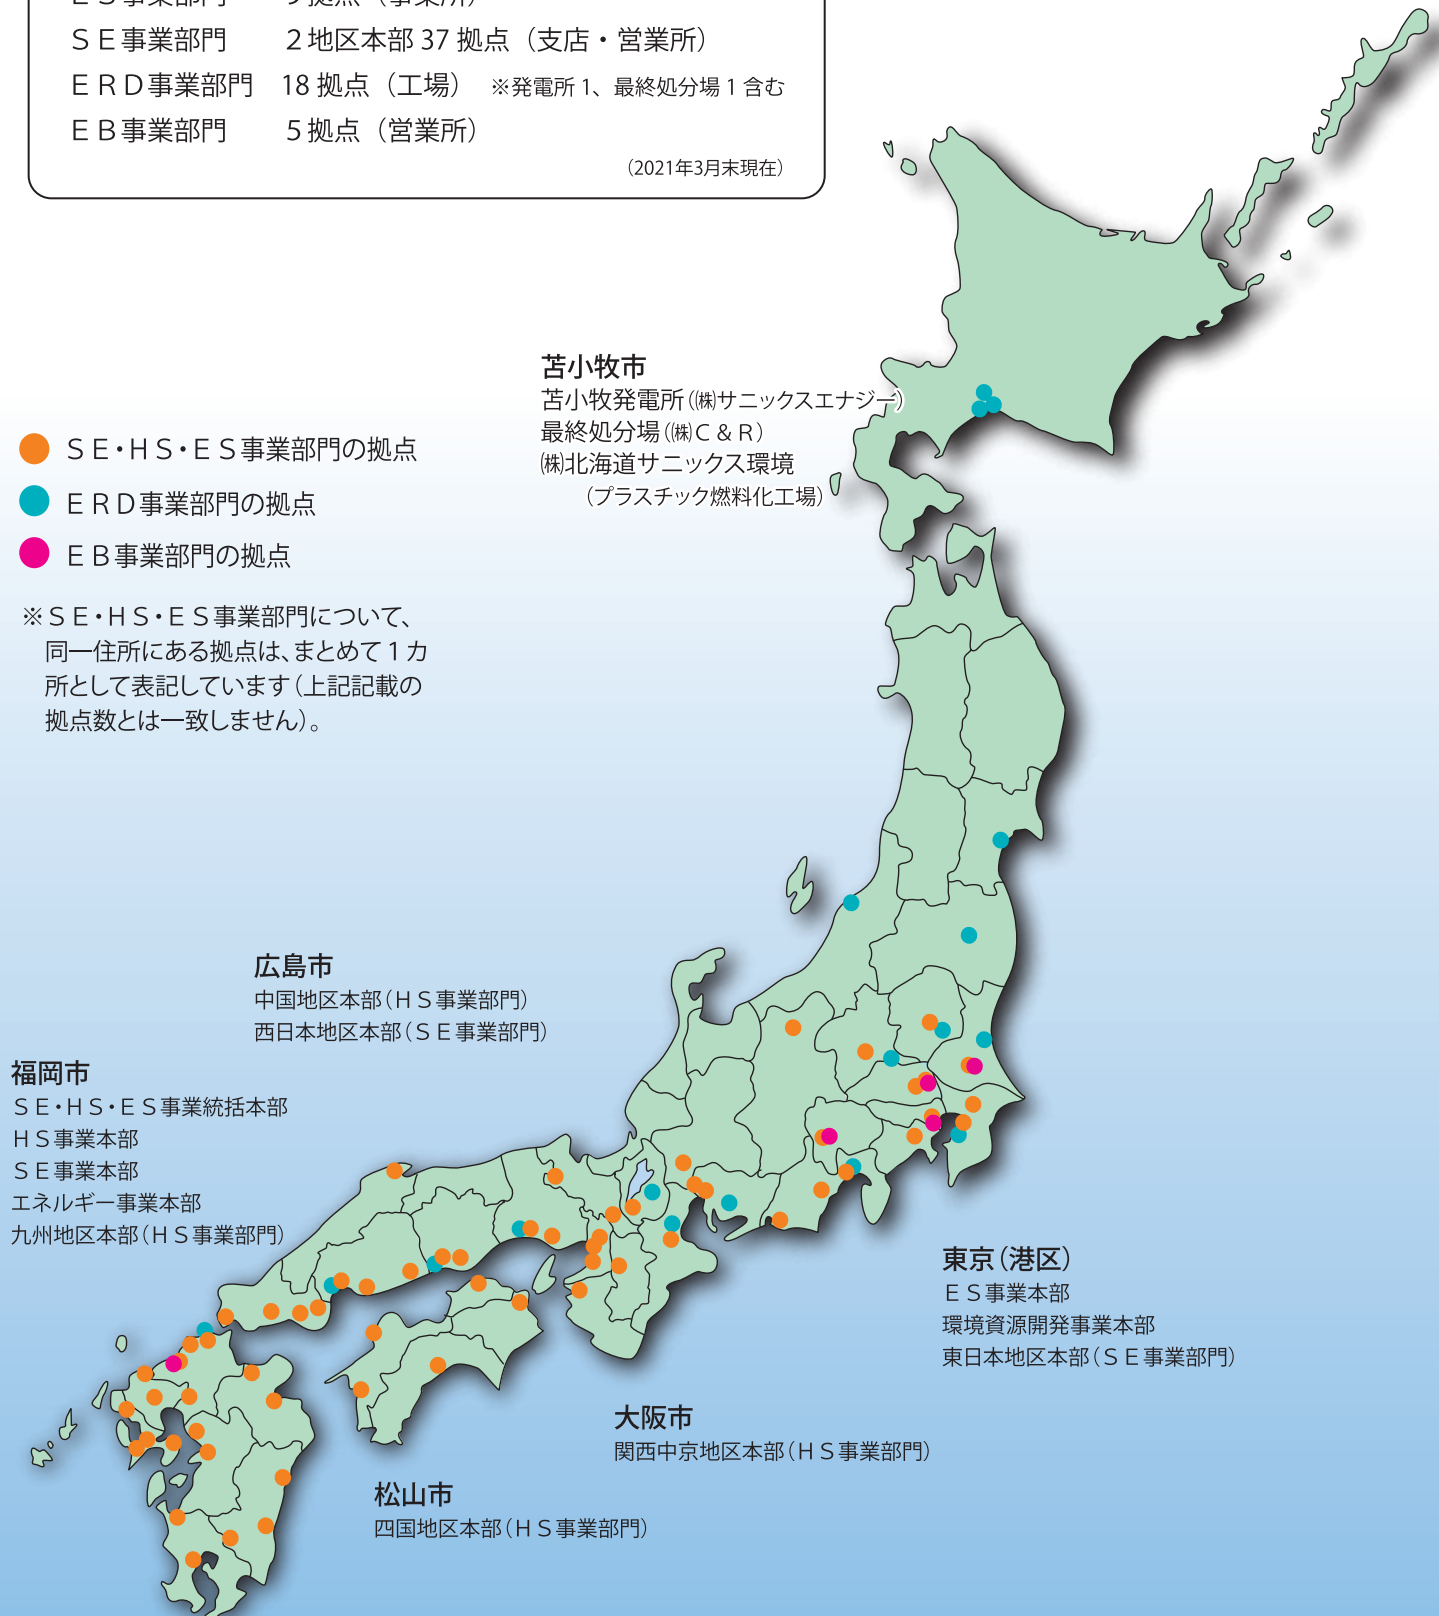 ＳＥ事業部門　２地区本部 37 拠点（支店・営業所）
ＥＲＤ事業部門　18 拠点（工場）　※発電所 1、最終処分場 1 含む
ＥＢ事業部門　５拠点（営業所）
（2021年3月末現在）
苫小牧市
苫小牧発電所（㈱サニックスエナジー）
最終処分場（㈱Ｃ＆Ｒ）
㈱北海道サニックス環境
（プラスチック燃料化工場）
ＳＥ・ＨＳ・ＥＳ事業部門の拠点
ＥＲＤ事業部門の拠点
ＥＢ事業部門の拠点
※ＳＥ・ＨＳ・ＥＳ事業部門について、
同一住所にある拠点は、まとめて１カ
所として表記しています（上記記載の
拠点数とは一致しません）。
広島市
中国地区本部（ＨＳ事業部門）
西日本地区本部（ＳＥ事業部門）
福岡市
ＳＥ・ＨＳ・ＥＳ事業統括本部
ＨＳ事業本部
ＳＥ事業本部
エネルギー事業本部
九州地区本部（ＨＳ事業部門）
東京（港区）
ＥＳ事業本部
環境資源開発事業本部
東日本地区本部（ＳＥ事業部門）
大阪市
関西中京地区本部（ＨＳ事業部門）
松山市
四国地区本部（ＨＳ事業部門）